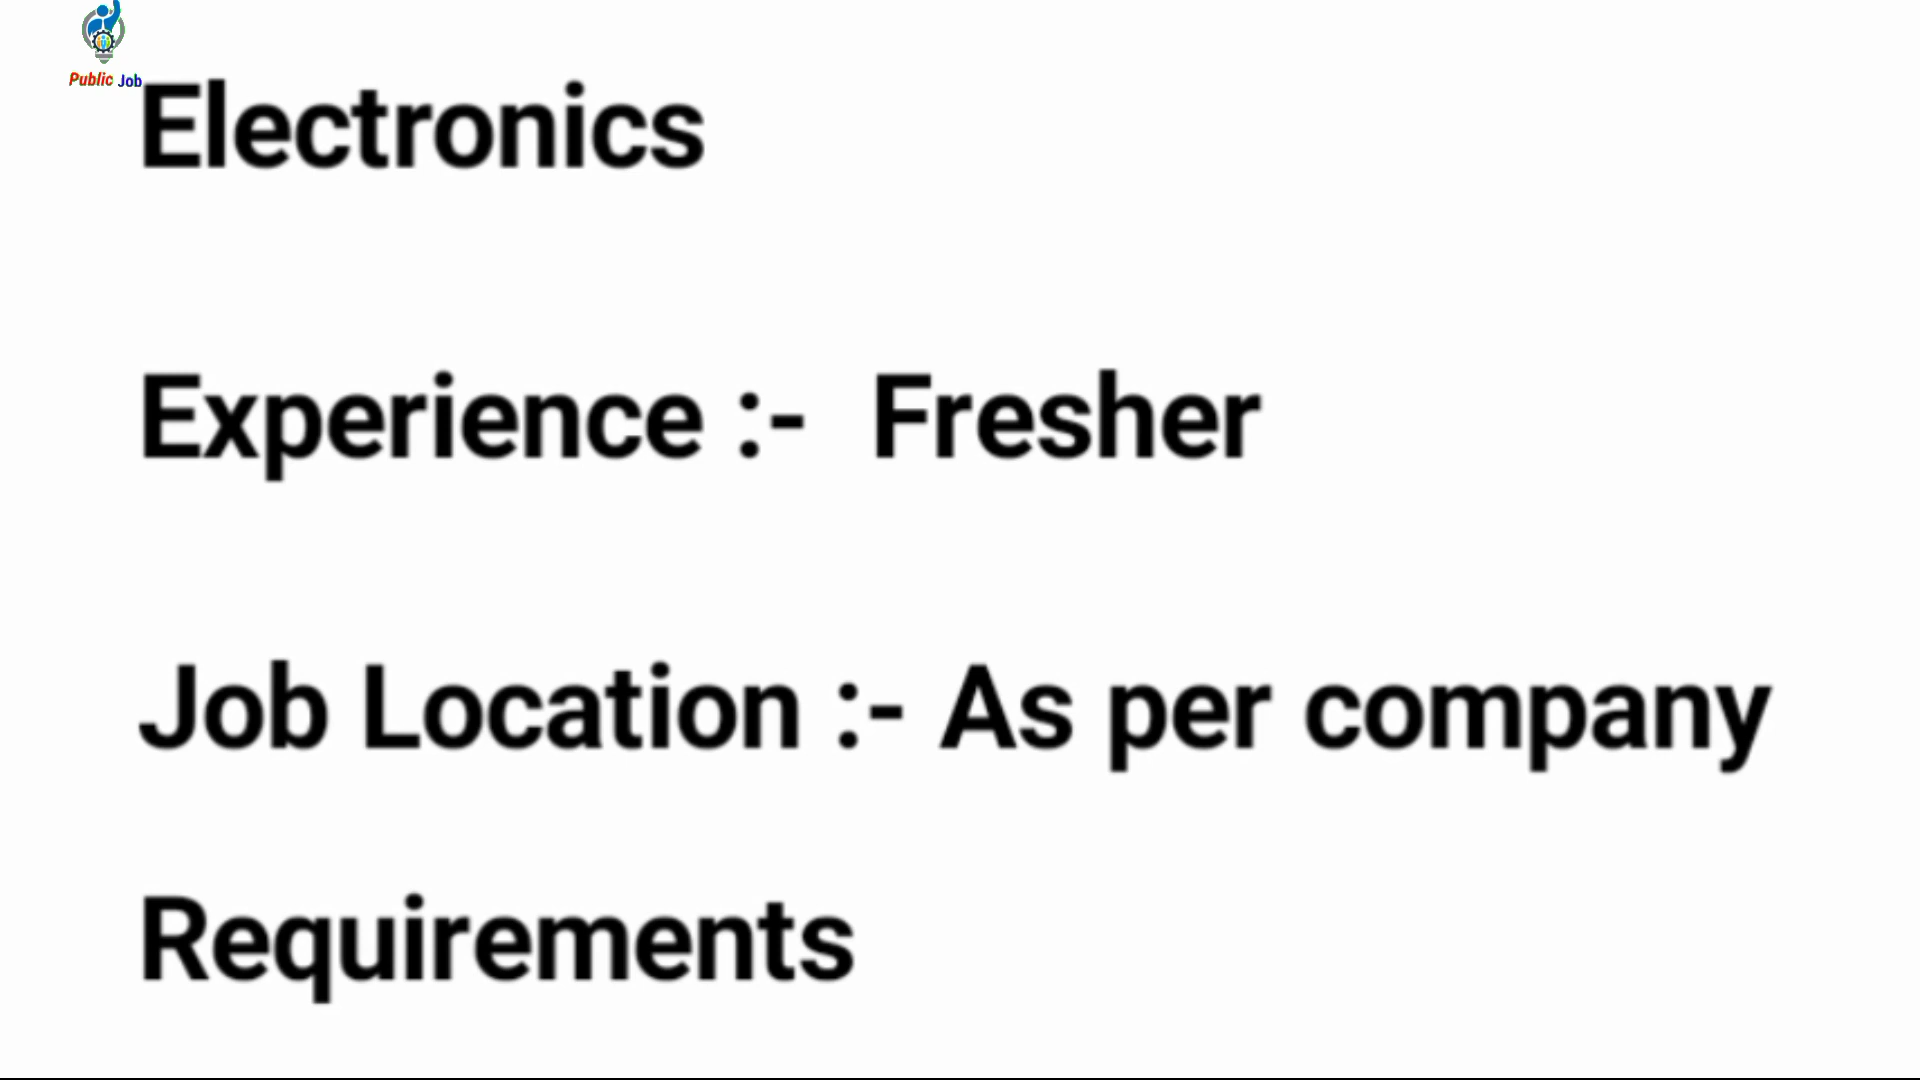 Public Job
Electronics
Experience :- Fresher
Job Location :- As per company
Requirements